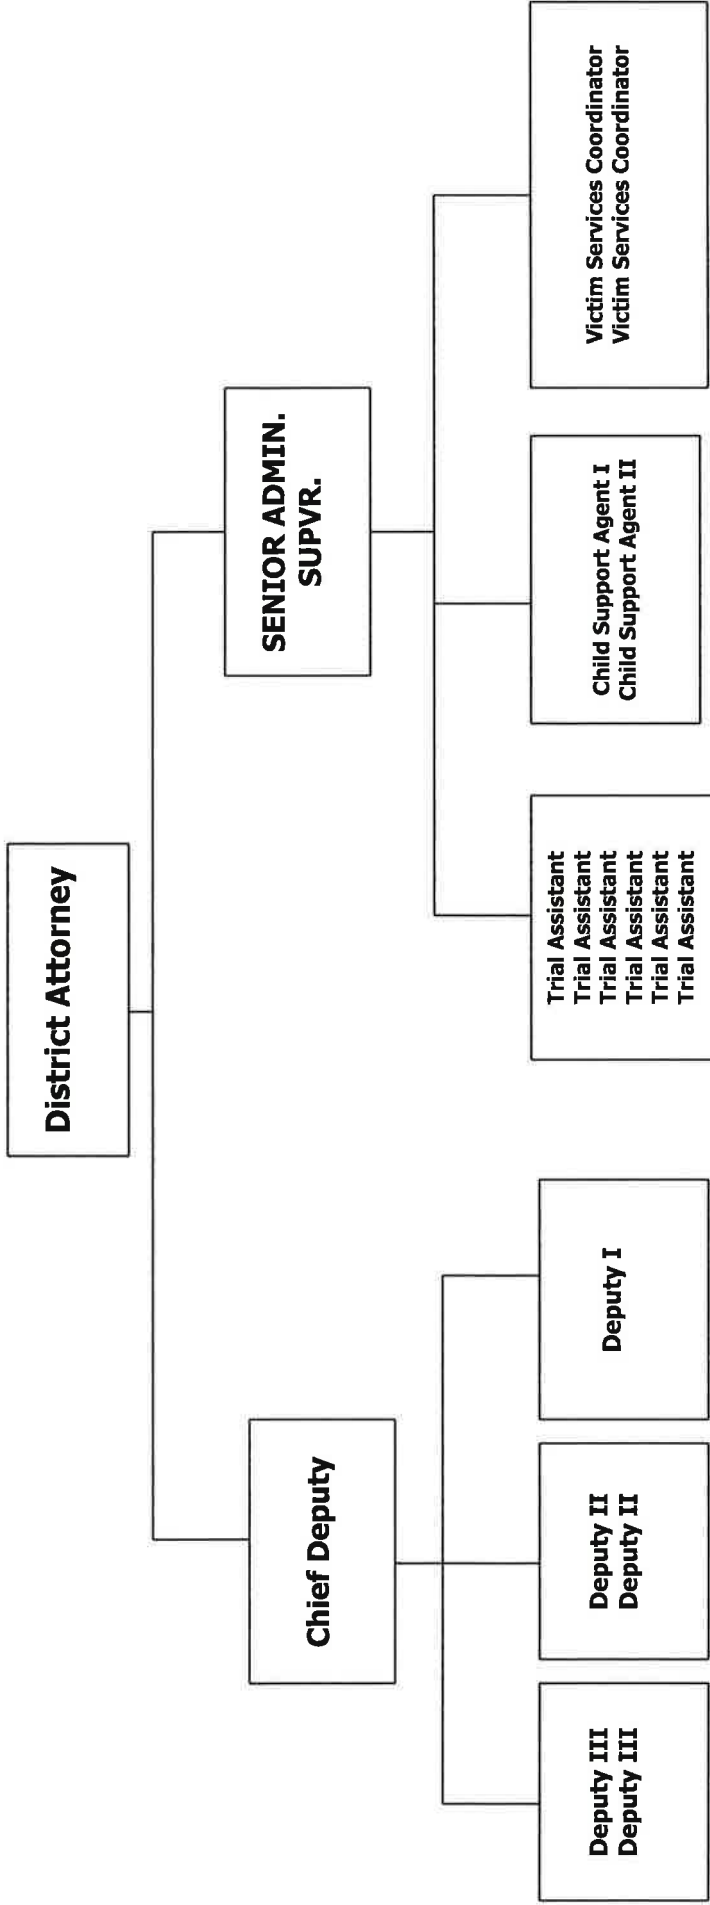 District Attorney
Chief Deputy
SENIOR ADMIN.
SUPVR.
Deputy III
Deputy III
Deputy II
Deputy II
Deputy I
Trial Assistant
Trial Assistant
Trial Assistant
Trial Assistant
Trial Assistant
Trial Assistant
Child Support Agent I
Child Support Agent II
Victim Services Coordinator
Victim Services Coordinator